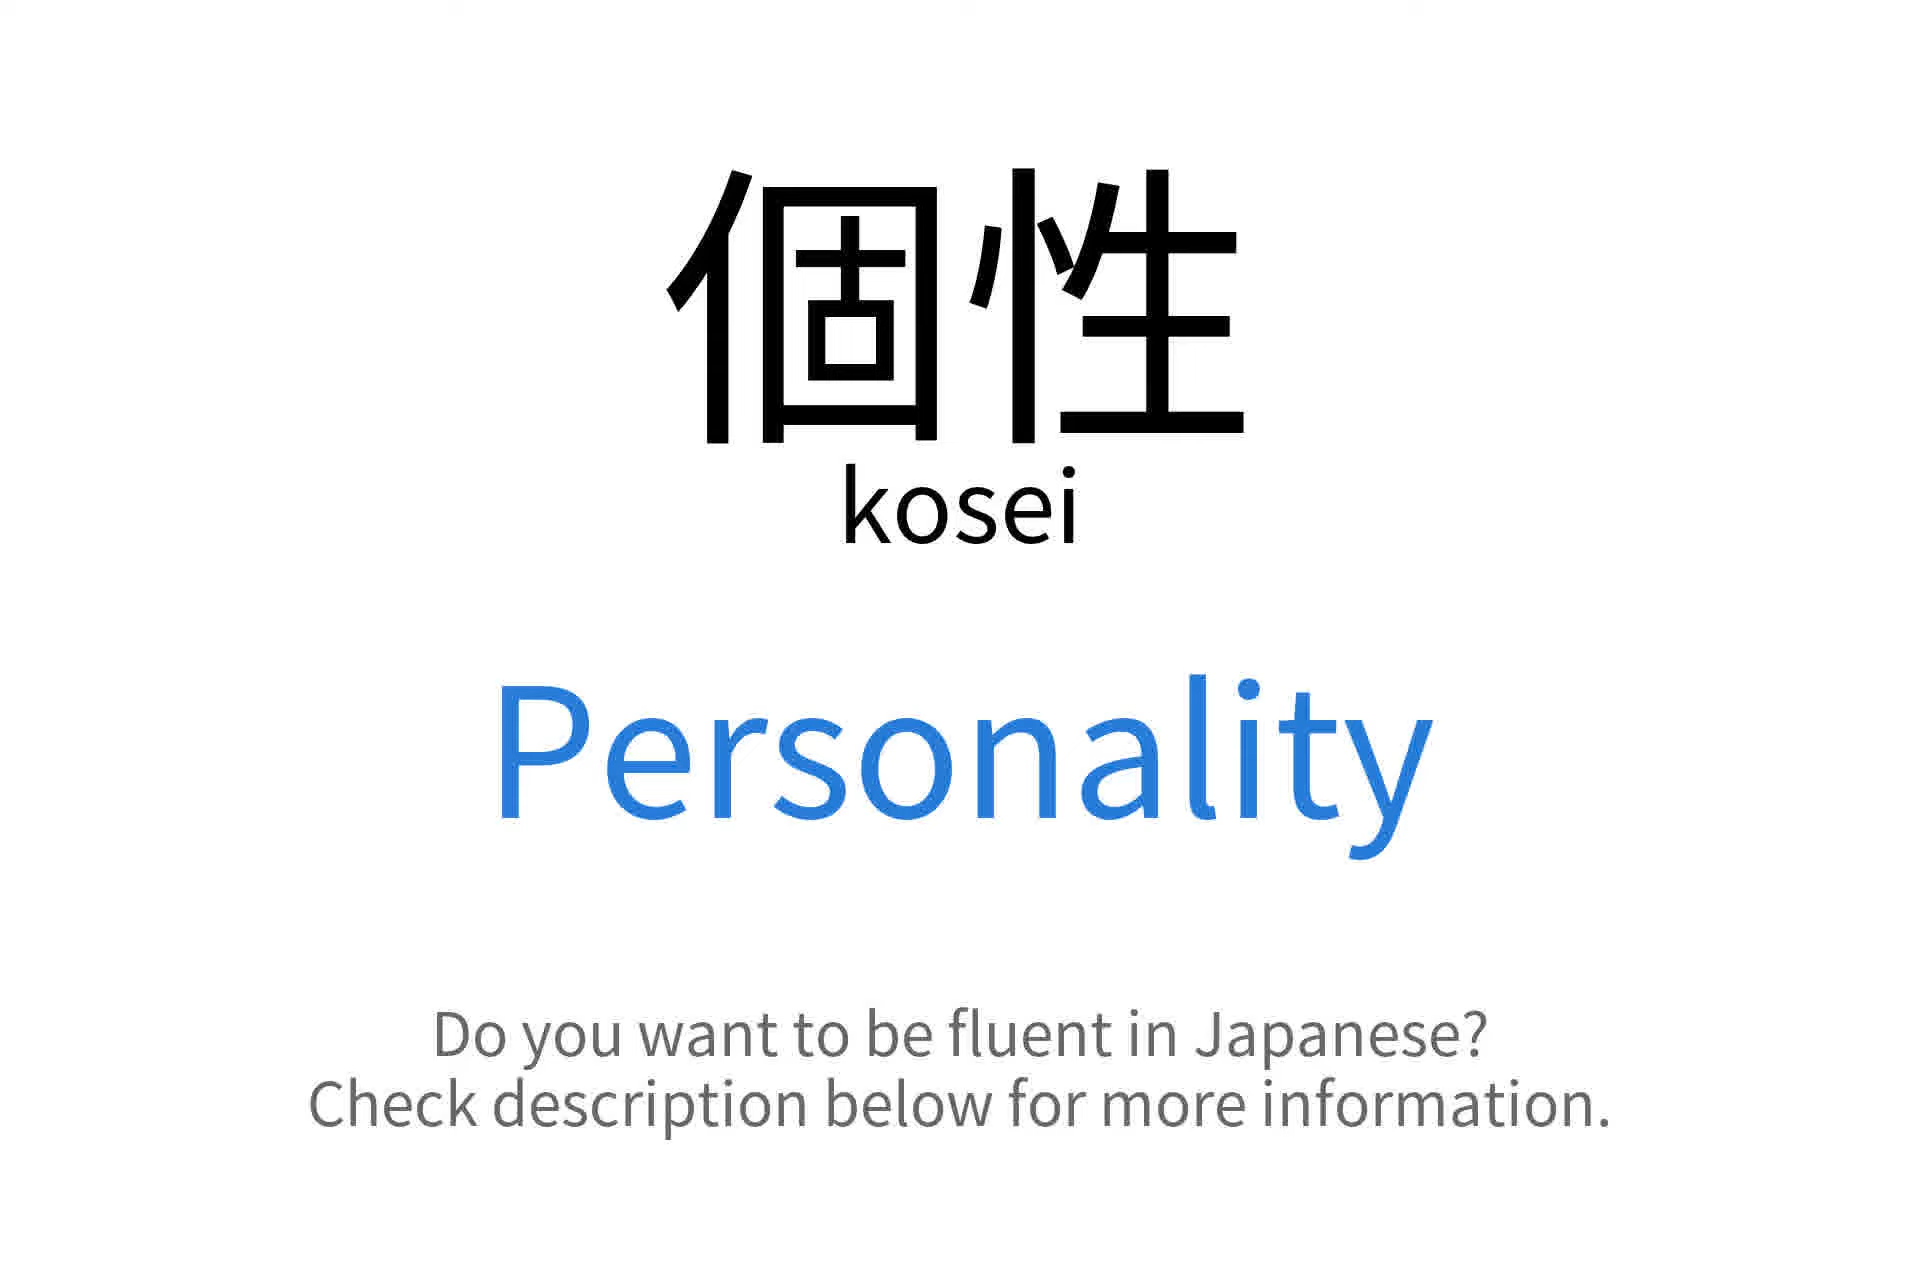 個性
kosei
Personality
Do you want to be fluent in Japanese?
Check description below for more information.